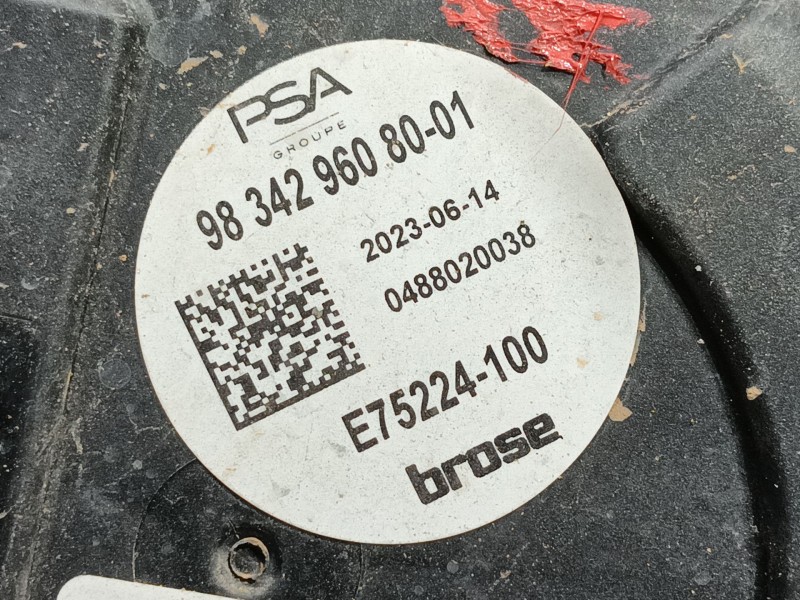 PSA
GROUPE
98 342 960 80-01
2023-06-14
0488020038
E75224-100
brose